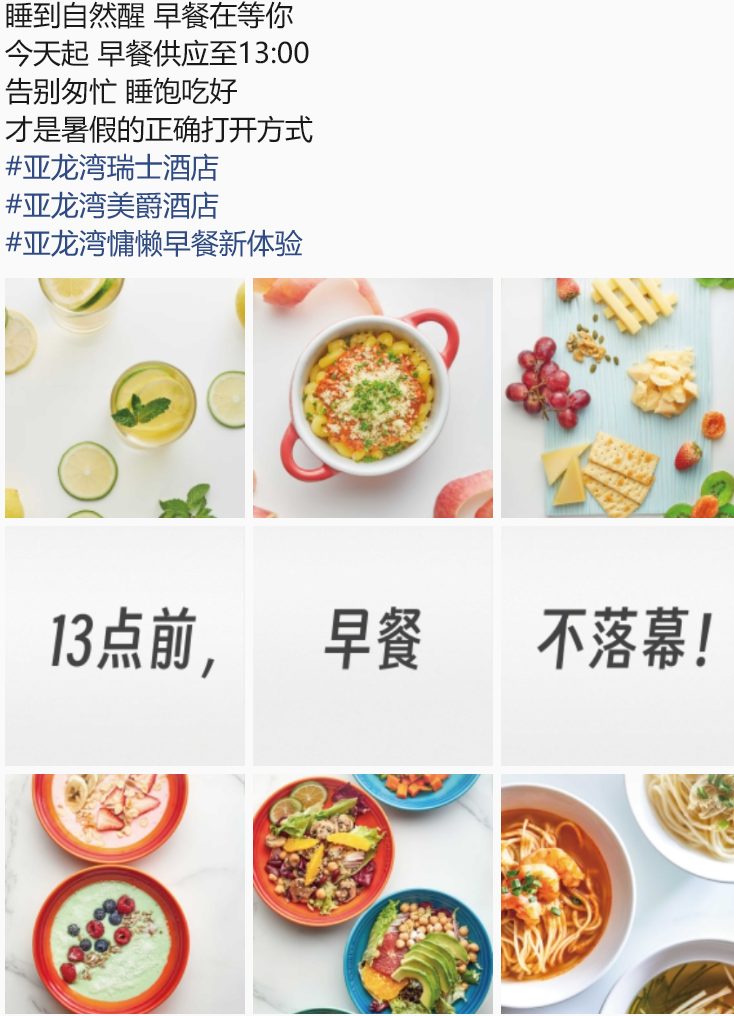 睡到自然醒 早餐在等你
今天起 早餐供应至13:00
告别匆忙 睡饱吃好
才是暑假的正确打开方式
#亚龙湾瑞士酒店
#亚龙湾美爵酒店
#亚龙湾慵懒早餐新体验
13点前，
早餐
不落幕！